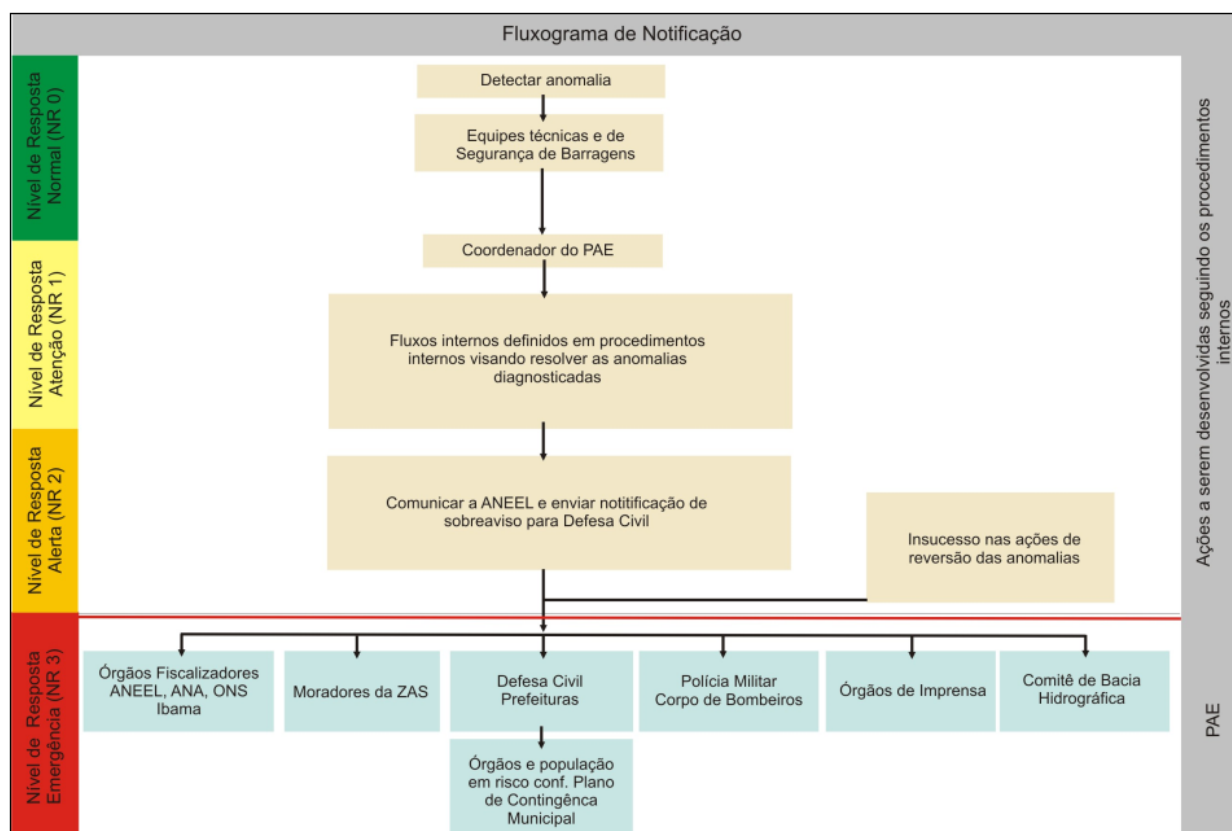 Fluxograma de Notificação
Nível de Resposta
Normal (NR 0)
Detectar anomalia
Equipes técnicas e de
Segurança de Barragens
Nível de Resposta
Atenção (NR 1)
Coordenador do PAE
Fluxos internos definidos em procedimentos
internos visando resolver as anomalias
diagnosticadas
Nível de Resposta
Alerta (NR 2)
Comunicar a ANEEL e enviar notitificação de
sobreaviso para Defesa Civil
Insucesso nas ações de
reversão das anomalias
Ações a serem desenvolvidas seguindo os procedimentos
internos
Nível de Resposta
Emergência (NR 3)
Órgãos Fiscalizadores
ANEEL, ANA, ONS
Ibama
Moradores da ZAS
Defesa Civil
Prefeituras
Polícia Militar
Corpo de Bombeiros
Órgãos de Imprensa
Comitê de Bacia
Hidrográfica
Órgãos e população
em risco conf. Plano
de Contingênca
Municipal
PAE